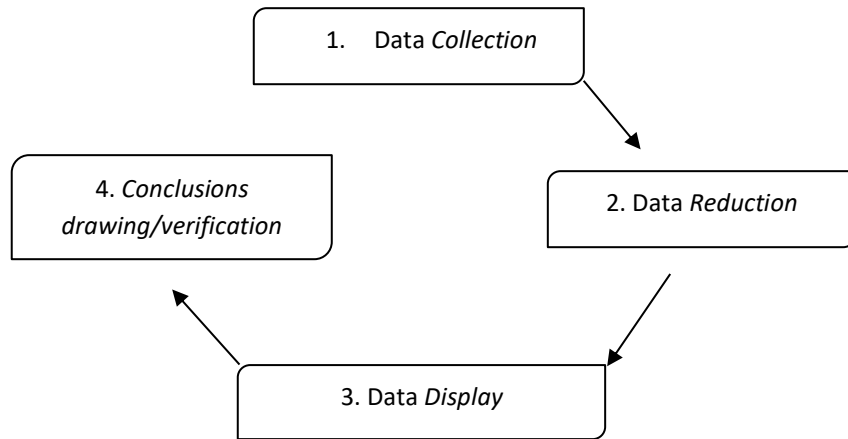 1. Data Collection
2. Data Reduction
3. Data Display
4. Conclusions
drawing/verification